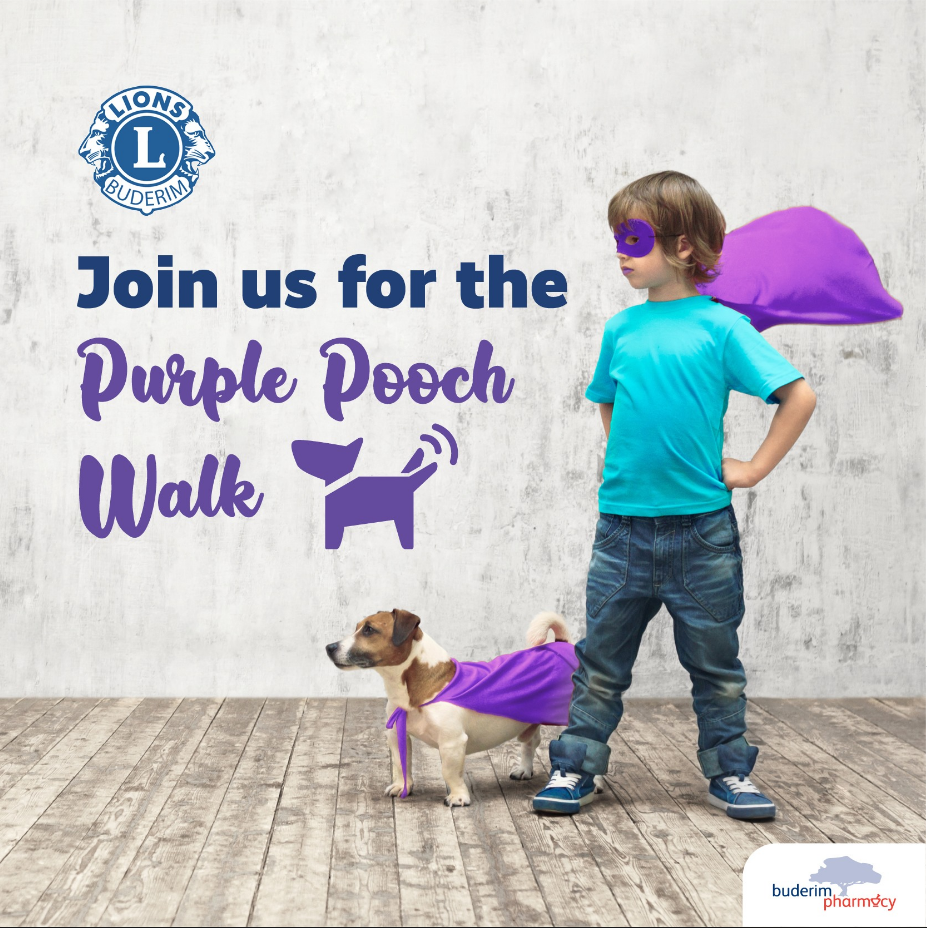 LIONS
L
BUDERIM
Join us for the
Purple Pooch
Walk
buderim
pharmacy